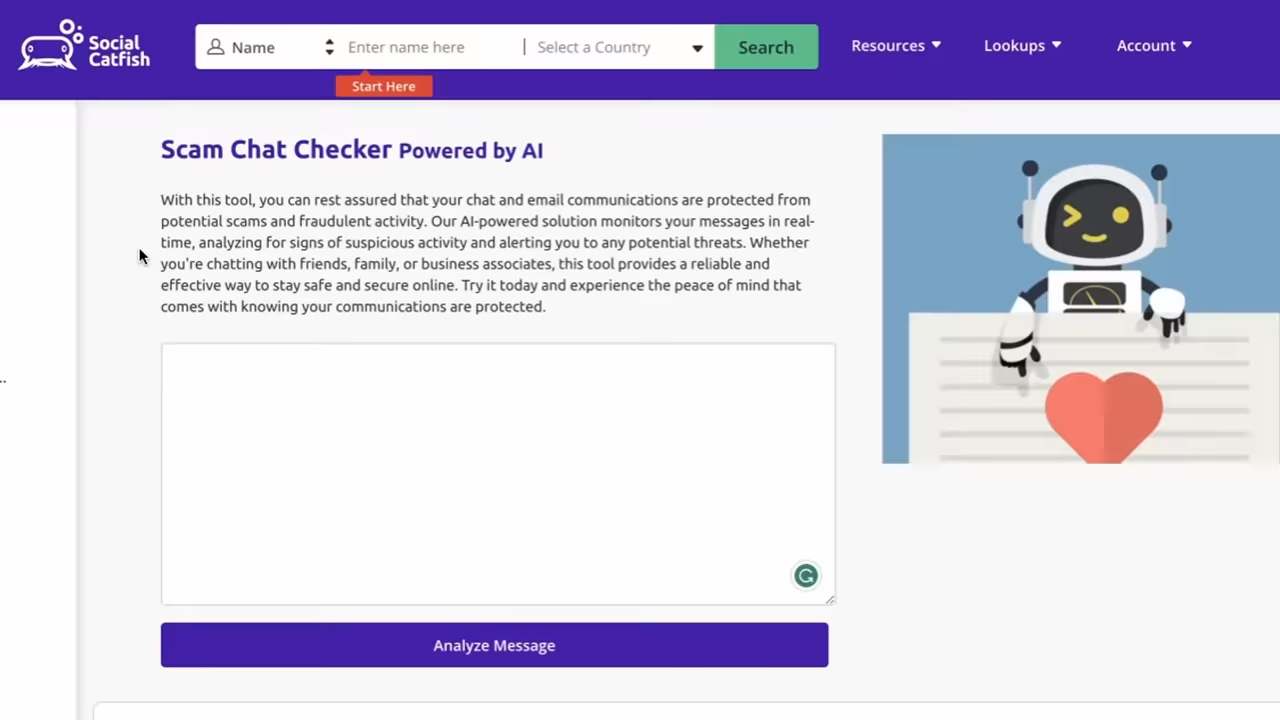 Social
Catfish
Name
Enter name here
Select a Country
Search
Resources
Lookups
Account
Start Here
Scam Chat Checker Powered by AI
With this tool, you can rest assured that your chat and email communications are protected from
potential scams and fraudulent activity. Our AI-powered solution monitors your messages in real-
time, analyzing for signs of suspicious activity and alerting you to any potential threats. Whether
you're chatting with friends, family, or business associates, this tool provides a reliable and
effective way to stay safe and secure online. Try it today and experience the peace of mind that
comes with knowing your communications are protected.
..
Analyze Message